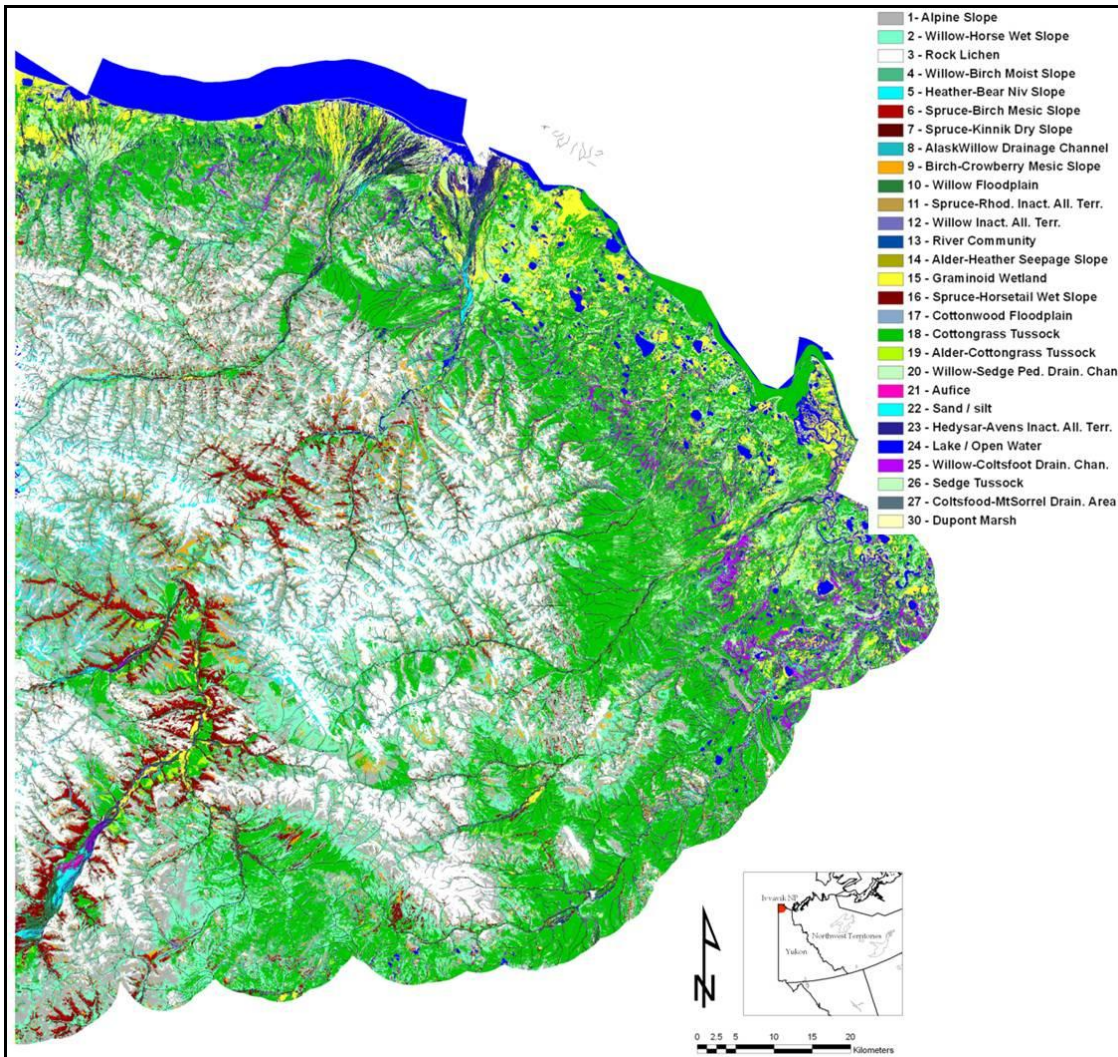 1- Alpine Slope
2 - Willow-Horse Wet Slope
3 - Rock Lichen
4 - Willow-Birch Moist Slope
5 - Heather-Bear Niv Slope
6 - Spruce-Birch Mesic Slope
7 - Spruce-Kinnik Dry Slope
8 - AlaskWillow Drainage Channel
9 - Birch-Crowberry Mesic Slope
10 - Willow Floodplain
11 - Spruce-Rhod. Inact. All. Terr.
12 - Willow Inact. All. Terr.
13 - River Community
14 - Alder-Heather Seepage Slope
15 - Graminoid Wetland
16 - Spruce-Horsetail Wet Slope
17 - Cottonwood Floodplain
18 - Cottongrass Tussock
19 - Alder-Cottongrass Tussock
20 - Willow-Sedge Ped. Drain. Chan
21 - Aufice
22 - Sand / silt
23 - Hedysar-Avens Inact. All. Terr.
24 - Lake / Open Water
25 - Willow-Coltsfoot Drain. Chan.
26 - Sedge Tussock
27 - Coltsfood-MtSorrel Drain. Area
30 - Dupont Marsh
Ivvavik NP
Northwest Territories
Yukon
N
0 2.5 5 10 15 20
Kilometers